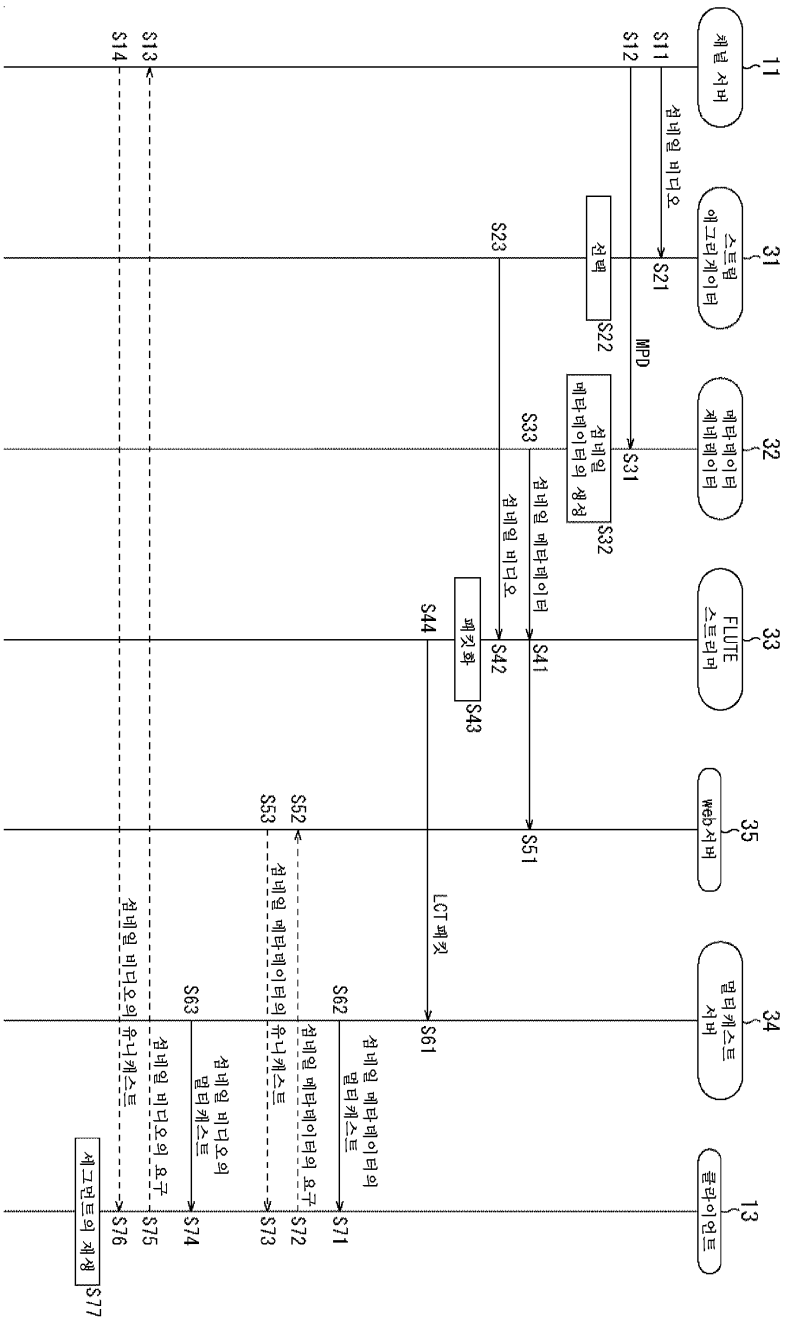 11
채널 서버
31
스트림
애그리게이터
32
메타데이터
제네레이터
33
FLUTE
스트리머
35
web서버
34
멀티캐스트
서버
13
클라이언트
S11
섬네일 비디오
S21
S12
MPD
S31
선택
S22
섬네일
메타데이터의 생성
S32
S33
섬네일 메타데이터
S41
S51
S23
섬네일 비디오
S42
패킷화
S43
S44
LCT패킷
S61
S62
섬네일 메타데이터의
멀티캐스트
S71
S52
섬네일 메타데이터의 요구
S72
S53
섬네일 메타데이터의 유니캐스트
S73
S63
섬네일 비디오의
멀티캐스트
S74
S13
섬네일 비디오의 요구
S75
S14
섬네일 비디오의 유니캐스트
S76
세그먼트의 재생
S77